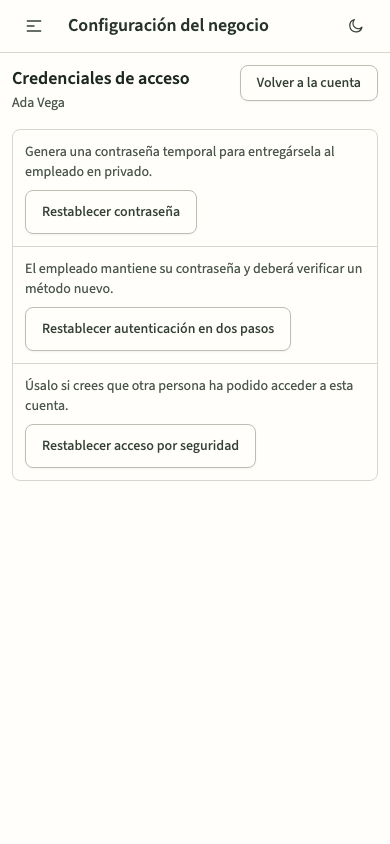 Configuración del negocio
Credenciales de acceso
Volver a la cuenta
Ada Vega
Genera una contraseña temporal para entregársela al
empleado en privado.
Restablecer contraseña
El empleado mantiene su contraseña y deberá verificar un
método nuevo.
Restablecer autenticación en dos pasos
Úsalo si crees que otra persona ha podido acceder a esta
cuenta.
Restablecer acceso por seguridad